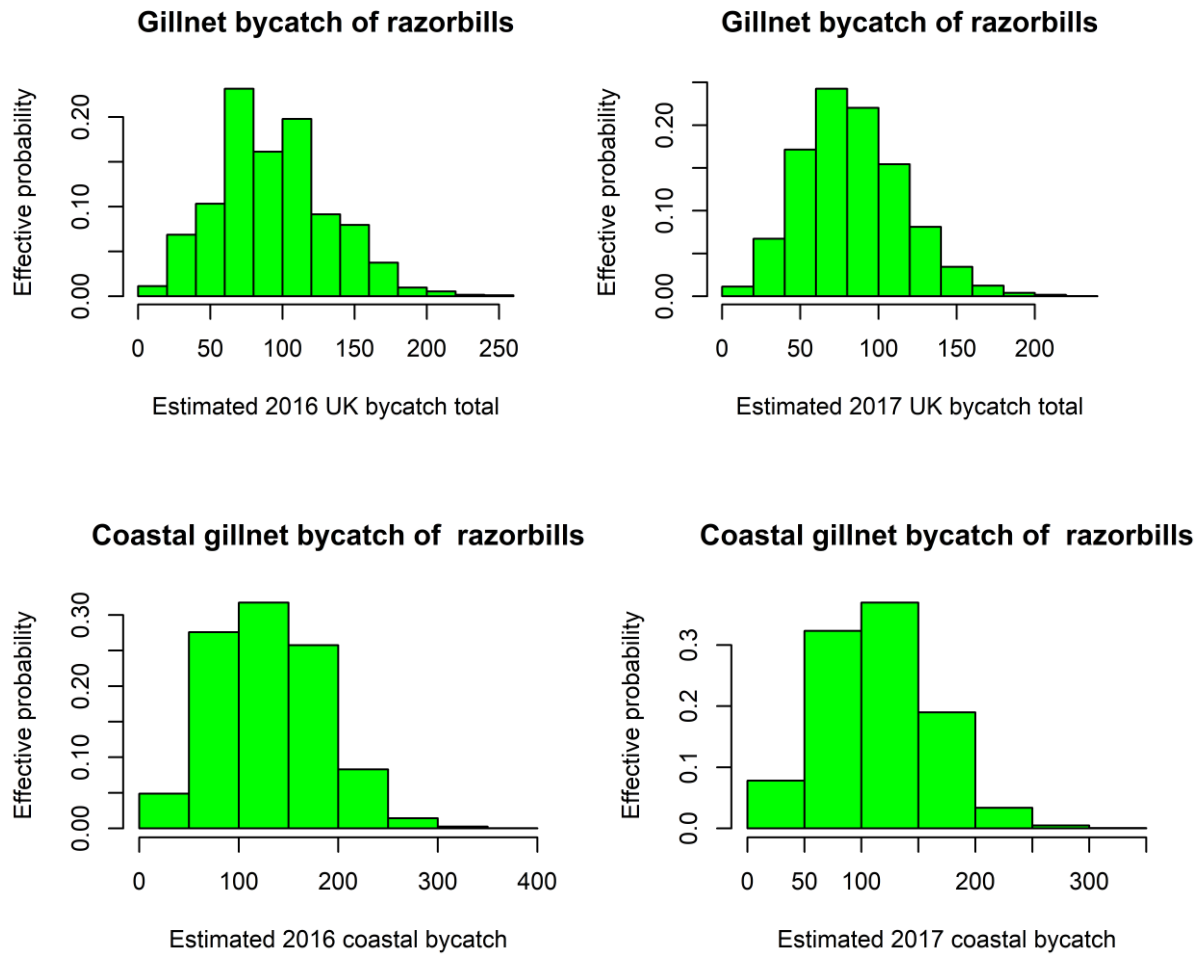 Gillnet bycatch of razorbills
Effective probability
0.00 0.10 0.20
0 50 100 150 200 250
Estimated 2016 UK bycatch total
Gillnet bycatch of razorbills
Effective probability
0.00 0.10 0.20
0 50 100 150 200
Estimated 2017 UK bycatch total
Coastal gillnet bycatch of  razorbills
Effective probability
0.00 0.10 0.20 0.30
0 100 200 300 400
Estimated 2016 coastal bycatch
Coastal gillnet bycatch of  razorbills
Effective probability
0.0 0.1 0.2 0.3
0 50 100 200 300
Estimated 2017 coastal bycatch